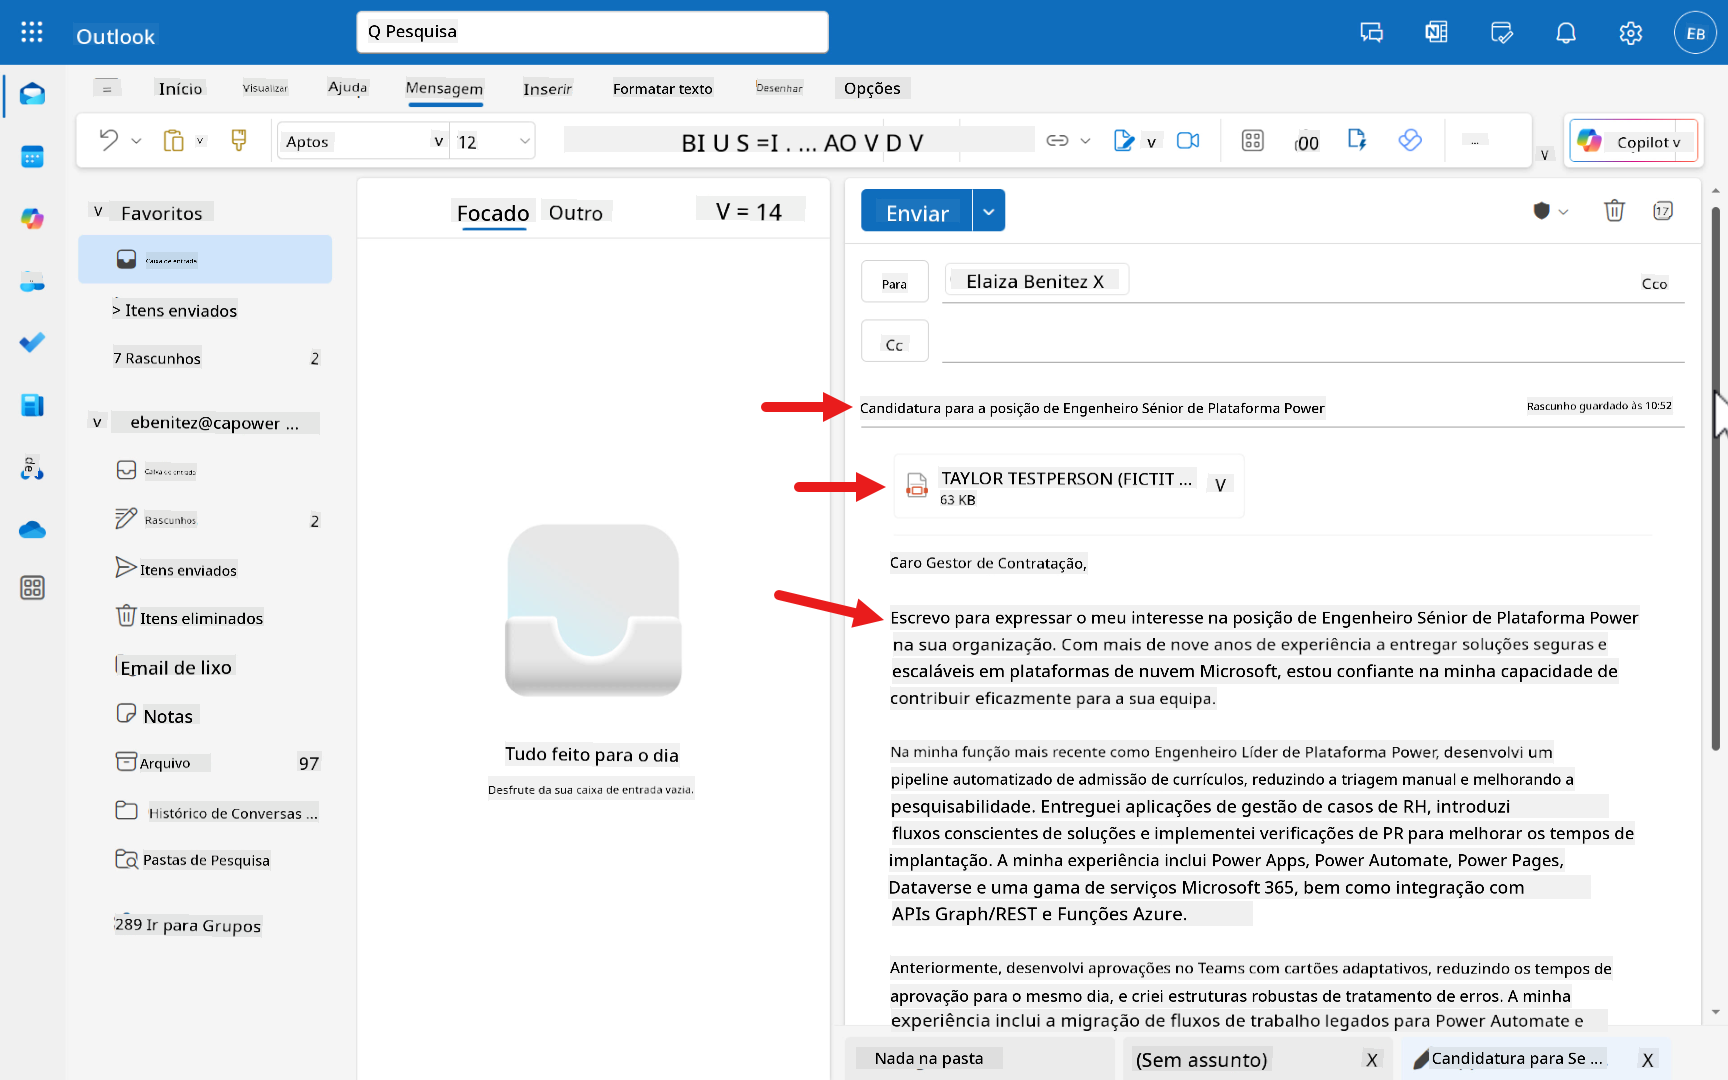 Outlook
Q Pesquisa
EB
=
Início
Visualizar
Ajuda
Mensagem
Inserir
Formatar texto
Desenhar
Opções
Aptos
v
12
BI U S =I . ... AO V D V
v
00
...
v
Copilot v
v Favoritos
Caixa de entrada
> Itens enviados
7 Rascunhos 2
v ebenitez@capower ...
Caixa de entrada
Rascunhos 2
Itens enviados
Itens eliminados
Email de lixo
Notas
Arquivo 97
Histórico de Conversas ...
Pastas de Pesquisa
289 Ir para Grupos
Focado Outro V = 14
Tudo feito para o dia
Desfrute da sua caixa de entrada vazia.
Enviar
17
Para
Elaiza Benitez X
Cco
Cc
Candidatura para a posição de Engenheiro Sénior de Plataforma Power
Rascunho guardado às 10:52
TAYLOR TESTPERSON (FICTIT ... V
63 KB
Caro Gestor de Contratação,
Escrevo para expressar o meu interesse na posição de Engenheiro Sénior de Plataforma Power
na sua organização. Com mais de nove anos de experiência a entregar soluções seguras e
escaláveis em plataformas de nuvem Microsoft, estou confiante na minha capacidade de
contribuir eficazmente para a sua equipa.
Na minha função mais recente como Engenheiro Líder de Plataforma Power, desenvolvi um
pipeline automatizado de admissão de currículos, reduzindo a triagem manual e melhorando a
pesquisabilidade. Entreguei aplicações de gestão de casos de RH, introduzi
fluxos conscientes de soluções e implementei verificações de PR para melhorar os tempos de
implantação. A minha experiência inclui Power Apps, Power Automate, Power Pages,
Dataverse e uma gama de serviços Microsoft 365, bem como integração com
APIs Graph/REST e Funções Azure.
Anteriormente, desenvolvi aprovações no Teams com cartões adaptativos, reduzindo os tempos de
aprovação para o mesmo dia, e criei estruturas robustas de tratamento de erros. A minha
experiência inclui a migração de fluxos de trabalho legados para Power Automate e
Nada na pasta
(Sem assunto) X
Candidatura para Se ... X